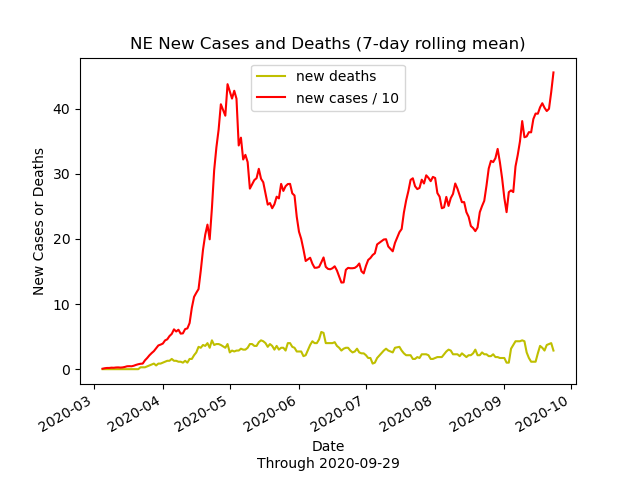 NE New Cases and Deaths (7-day rolling mean)
new deaths
new cases / 10
New Cases or Deaths
40
30
20
10
0
2020-03
2020-04
2020-05
2020-06
2020-07
2020-08
2020-09
2020-10
Date
Through 2020-09-29